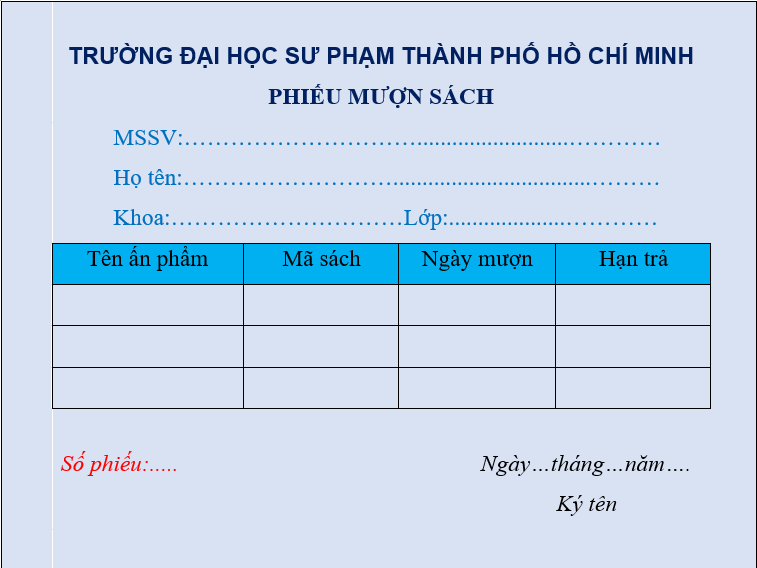 TRƯỜNG ĐẠI HỌC SƯ PHẠM THÀNH PHỐ HỒ CHÍ MINH
PHIẾU MƯỢN SÁCH
MSSV:…………………………..........................…………
Họ tên:………………………..................................………
Khoa:…………………………Lớp:....................…………
Tên ấn phẩm Mã sách Ngày mượn Hạn trả
Số phiếu:..... Ngày…tháng…năm….
Ký tên